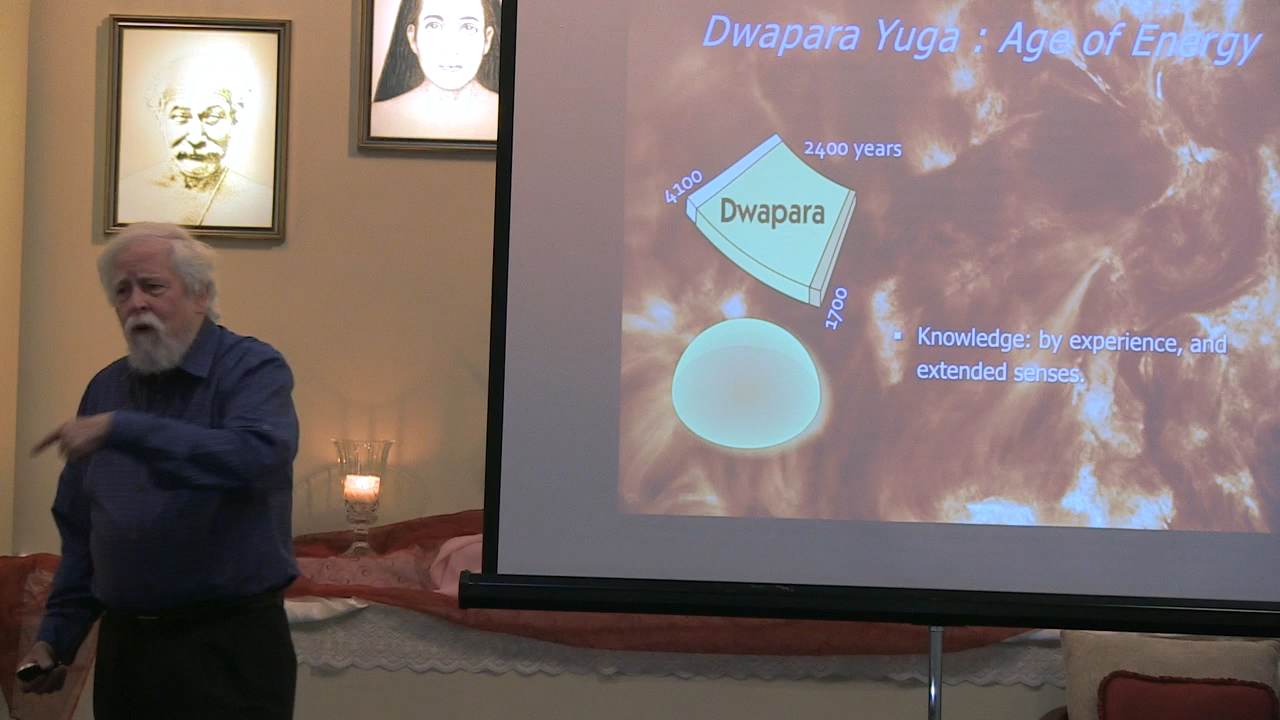 Dwapara Yuga : Age of Energy
2400 years
4100
Dwapara
1700
▪ Knowledge: by experience, and
extended senses.